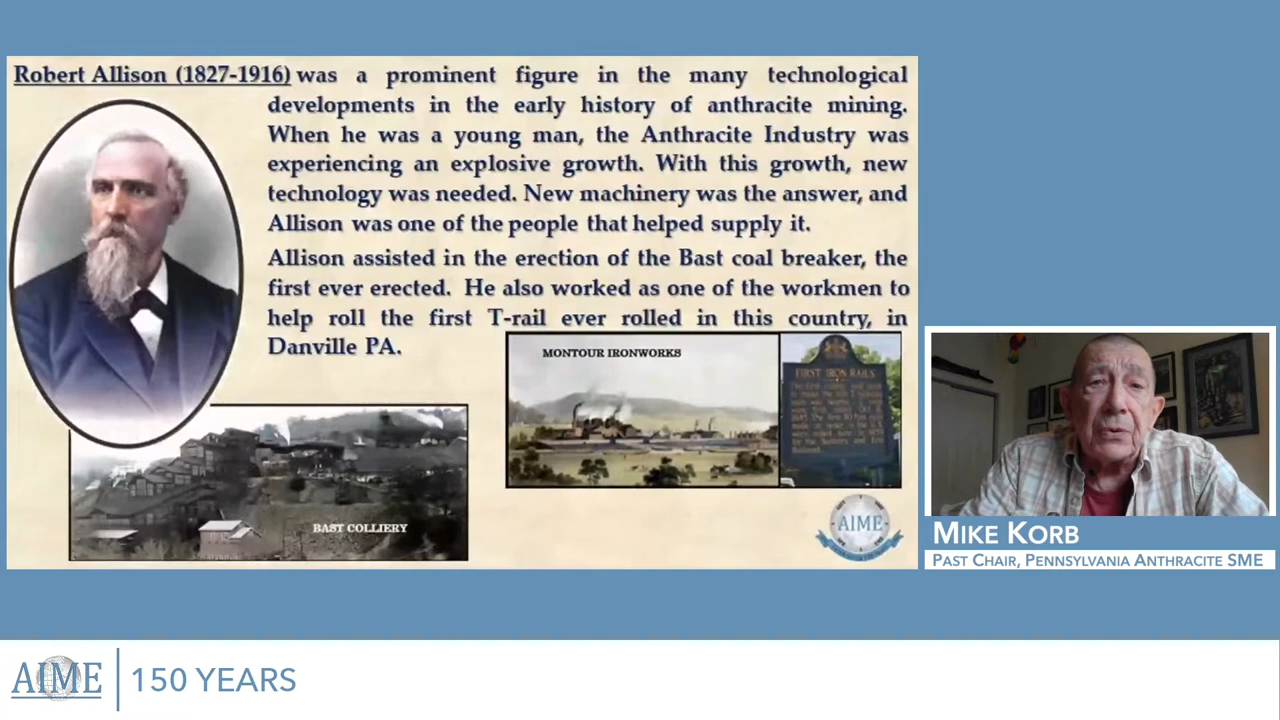 Robert Allison (1827-1916) was a prominent figure in the many technological
developments in the early history of anthracite mining.
When he was a young man, the Anthracite Industry was
experiencing an explosive growth. With this growth, new
technology was needed. New machinery was the answer, and
Allison was one of the people that helped supply it.
Allison assisted in the erection of the Bast coal breaker, the
first ever erected. He also worked as one of the workmen to
help roll the first T-rail ever rolled in this country, in
Danville PA.
MONTOUR IRONWORKS
FIRST IRON RAILS
BAST COLLIERY
AIME
MIKE KORB
PAST CHAIR, PENNSYLVANIA ANTHRACITE SME
AIME
150 YEARS